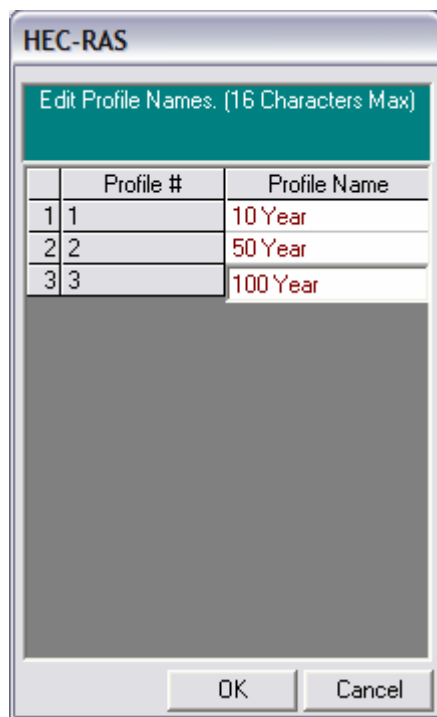 HEC-RAS
Edit Profile Names. (16 Characters Max)
Profile # Profile Name
1 1 10 Year
2 2 50 Year
3 3 100 Year
OK Cancel